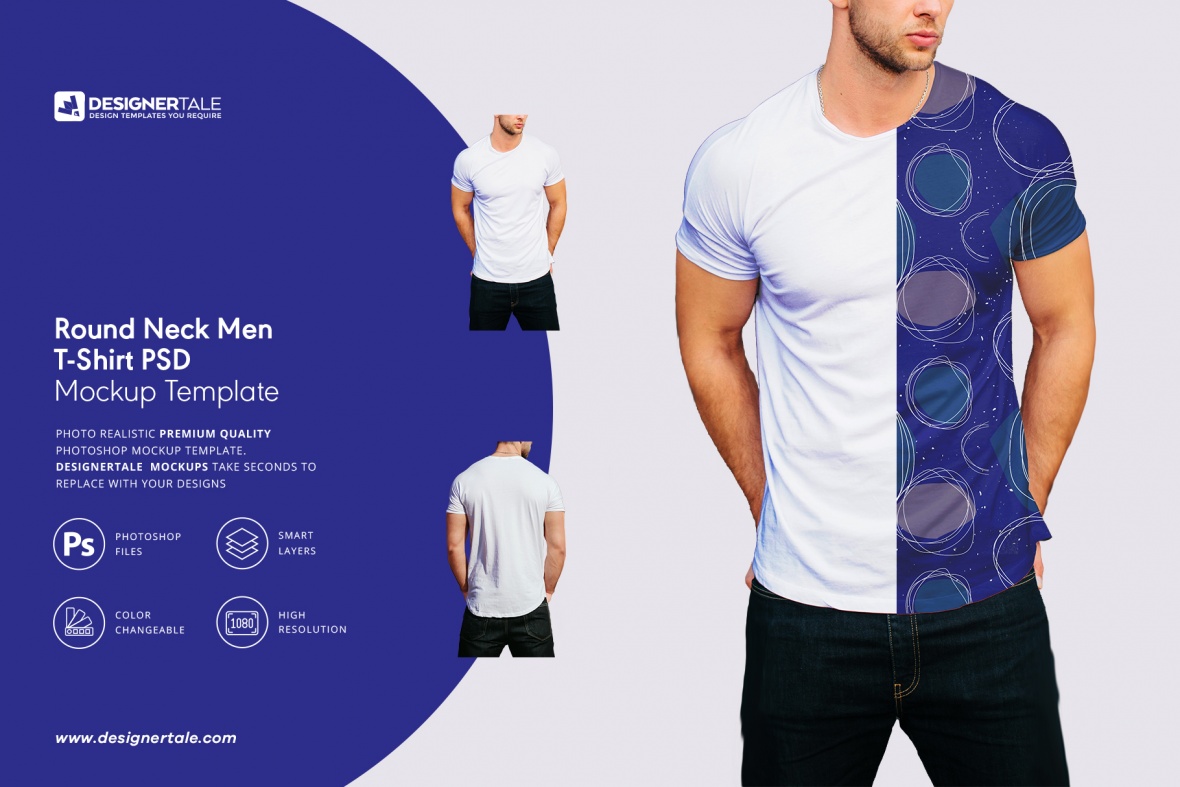 DESIGNERTALE
DESIGN TEMPLATES YOU REQUIRE
Round Neck Men
T-Shirt PSD
Mockup Template
PHOTO REALISTIC PREMIUM QUALITY
PHOTOSHOP MOCKUP TEMPLATE.
DESIGNERTALE MOCKUPS TAKE SECONDS TO
REPLACE WITH YOUR DESIGNS
Ps
PHOTOSHOP
FILES
SMART
LAYERS
COLOR
CHANGEABLE
1080
HIGH
RESOLUTION
www.designertale.com